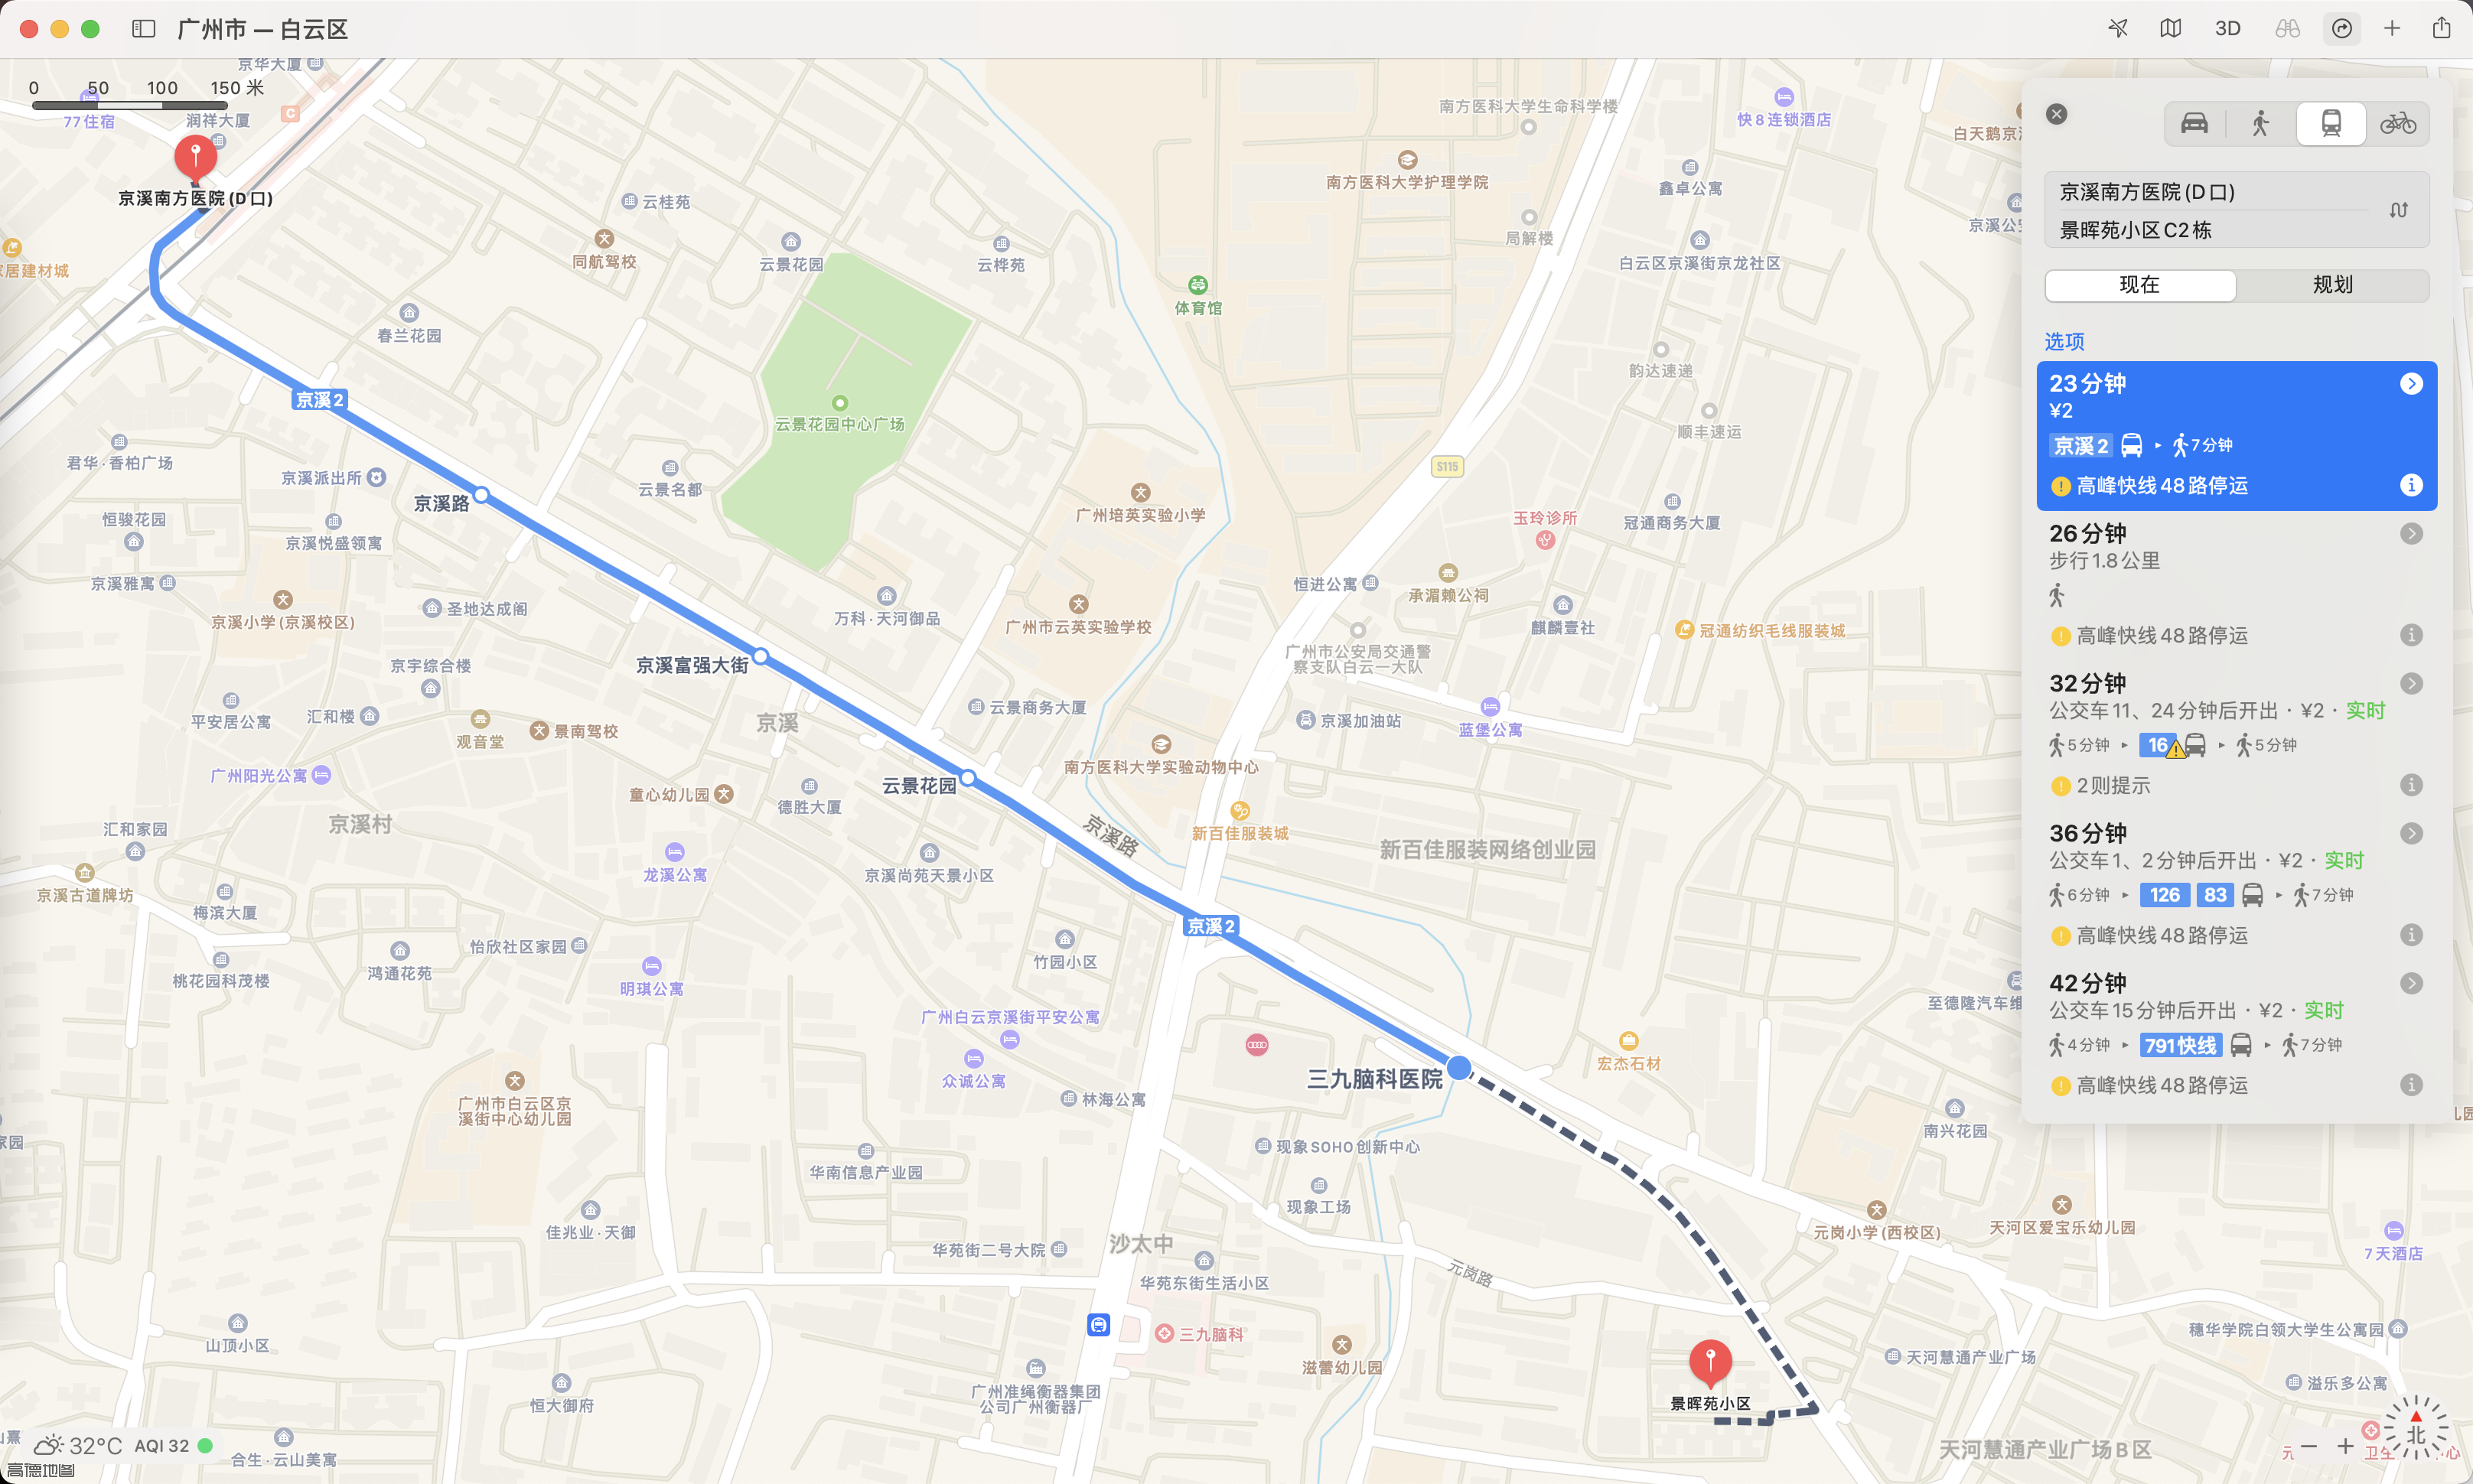 广州市 — 白云区
3D
0 50 100 150 米
京华大厦
77住宿
润祥大厦
C
京溪南方医院(D口)
家居建材城
云桂苑
同航驾校
云景花园
云桦苑
春兰花园
南方医科大学生命科学楼
南方医科大学护理学院
局解楼
体育馆
快8连锁酒店
鑫卓公寓
白云区京溪街京龙社区
韵达速递
顺丰速运
S115
京溪2
云景花园中心广场
君华·香柏广场
京溪派出所
京溪路
云景名都
恒骏花园
京溪悦盛领寓
广州培英实验小学
玉玲诊所
冠通商务大厦
京溪雅寓
京溪小学(京溪校区)
圣地达成阁
万科·天河御品
广州市云英实验学校
恒进公寓
承湄赖公祠
麒麟壹社
冠通纺织毛线服装城
广州市公安局交通警
察支队白云一大队
京溪富强大街
京宇综合楼
平安居公寓
汇和楼
观音堂
景南驾校
京溪
云景商务大厦
京溪加油站
蓝堡公寓
广州阳光公寓
童心幼儿园
德胜大厦
云景花园
南方医科大学实验动物中心
京溪村
汇和家园
京溪路
新百佳服装城
新百佳服装网络创业园
京溪古道牌坊
龙溪公寓
京溪尚苑天景小区
梅滨大厦
京溪2
桃花园科茂楼
鸿通花苑
怡欣社区家园
明琪公寓
竹园小区
广州白云京溪街平安公寓
众诚公寓
林海公寓
三九脑科医院
宏杰石材
至德隆汽车维
广州市白云区京
溪街中心幼儿园
华南信息产业园
现象SOHO创新中心
现象工场
南兴花园
佳兆业·天御
华苑街二号大院
沙太中
华苑东街生活小区
元岗路
元岗小学(西校区)
天河区爱宝乐幼儿园
7天酒店
山顶小区
三九脑科
滋蕾幼儿园
穗华学院白领大学生公寓园
天河慧通产业广场
恒大御府
广州准绳衡器集团
公司广州衡器厂
景晖苑小区
溢乐多公寓
合生·云山美寓
天河慧通产业广场B区
32°C AQI 32
高德地图
北
京溪南方医院(D口)
景晖苑小区C2栋
现在 规划
选项
23分钟
¥2
京溪2 7分钟
高峰快线48路停运
26分钟
步行1.8公里
高峰快线48路停运
32分钟
公交车11、24分钟后开出 · ¥2 · 实时
5分钟 16 5分钟
2则提示
36分钟
公交车1、2分钟后开出 · ¥2 · 实时
6分钟 126 83 7分钟
高峰快线48路停运
42分钟
公交车15分钟后开出 · ¥2 · 实时
4分钟 791快线 7分钟
高峰快线48路停运